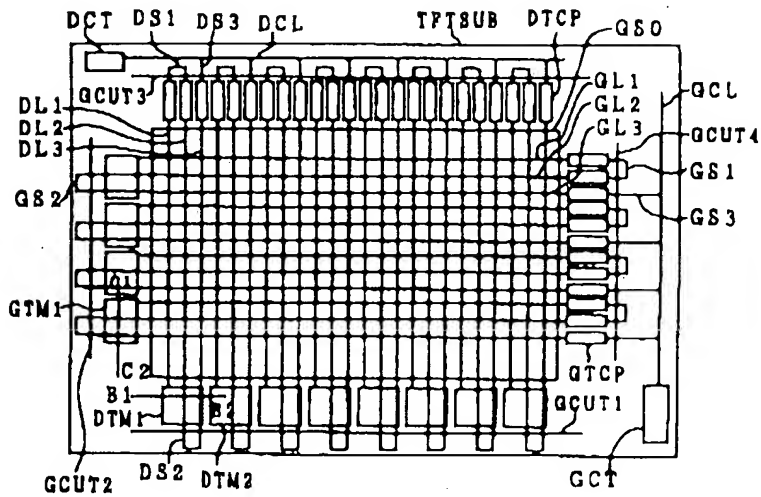 DCT DS1 DS3 DCL TFTSUB DTCP GS0
GCUT3 GL1 GCL
DL1 GL2
DL2 GL3 GCUT4
DL3 GS1
GS2 GS3
C1
GTM1
C2 GTCP
B1 B2 GCUT1
DTM1
GCUT2 DS2 DTM2 GCT